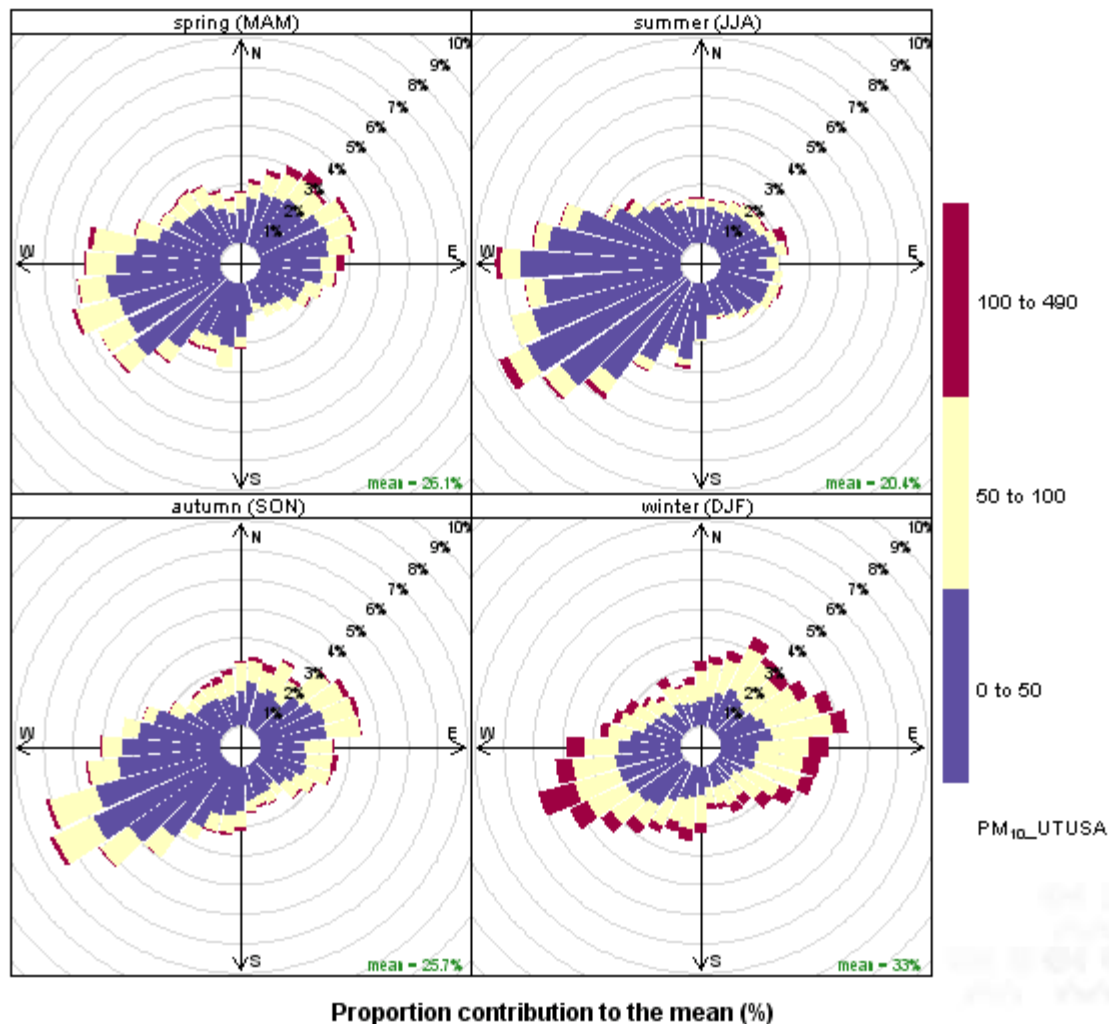 spring (MAM)
10%
9%
8%
7%
6%
5%
4%
3%
2%
1%
N
W
E
S
mean = 26.1%
summer (JJA)
10%
9%
8%
7%
6%
5%
4%
3%
2%
1%
N
W
E
S
mean = 20.4%
autumn (SON)
10%
9%
8%
7%
6%
5%
4%
3%
2%
1%
N
W
E
S
mean = 25.7%
winter (DJF)
10%
9%
8%
7%
6%
5%
4%
3%
2%
1%
N
W
E
S
mean = 33%
100 to 490
50 to 100
0 to 50
PM₁₀_UTUSA
Proportion contribution to the mean (%)